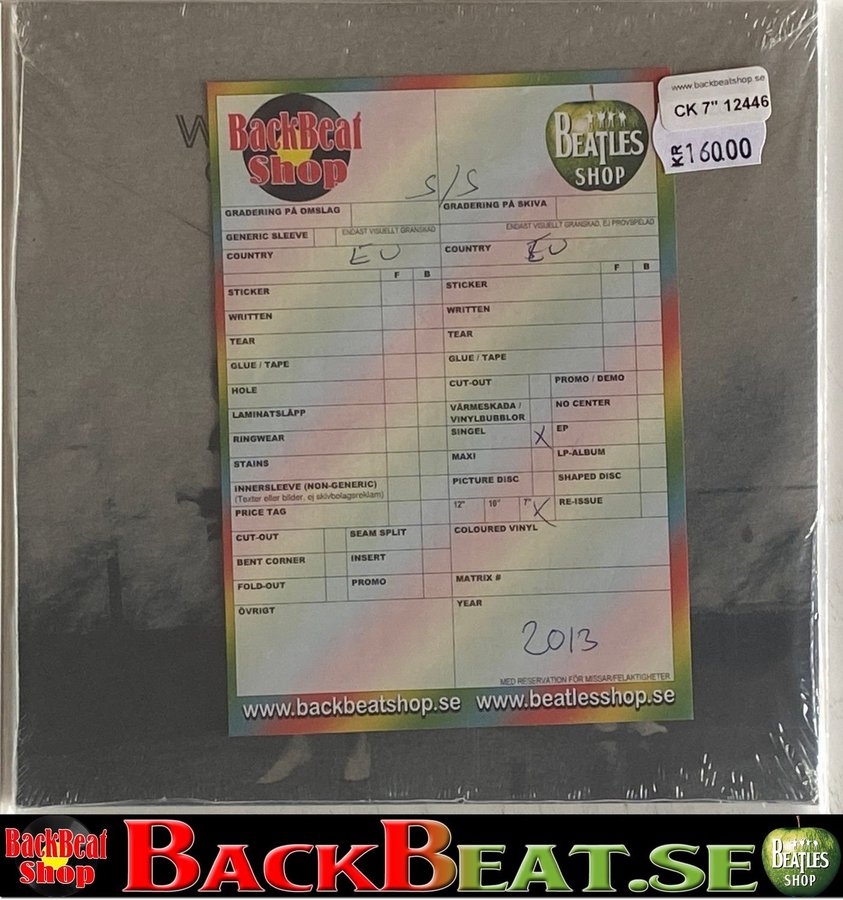 W
www.backbeatshop.se
CK 7" 12446
KR 160.00
BackBeat
Shop
BEATLES
SHOP
S/S
GRADERING PÅ OMSLAG
GRADERING PÅ SKIVA
GENERIC SLEEVE
ENDAST VISUELLT GRANSKAD
ENDAST VISUELLT GRANSKAD, EJ PROVSPELAD
COUNTRY EU
COUNTRY EU
F B
F B
STICKER
STICKER
WRITTEN
WRITTEN
TEAR
TEAR
GLUE / TAPE
GLUE / TAPE
HOLE
CUT-OUT
PROMO / DEMO
LAMINATSLÄPP
VÄRMESKADA /
VINYLBUBBLOR
NO CENTER
RINGWEAR
SINGEL X
EP
STAINS
MAXI
LP-ALBUM
INNERSLEEVE (NON-GENERIC)
(Texter eller bilder, ej skivbolagsreklam)
PICTURE DISC
SHAPED DISC
PRICE TAG
12" 10" 7" X
RE-ISSUE
CUT-OUT
SEAM SPLIT
COLOURED VINYL
BENT CORNER
INSERT
FOLD-OUT
PROMO
MATRIX #
ÖVRIGT
YEAR
2013
MED RESERVATION FÖR MISSAR/FELAKTIGHETER
www.backbeatshop.se www.beatlesshop.se
BackBeat
Shop
BACKBEAT.SE
BEATLES
SHOP